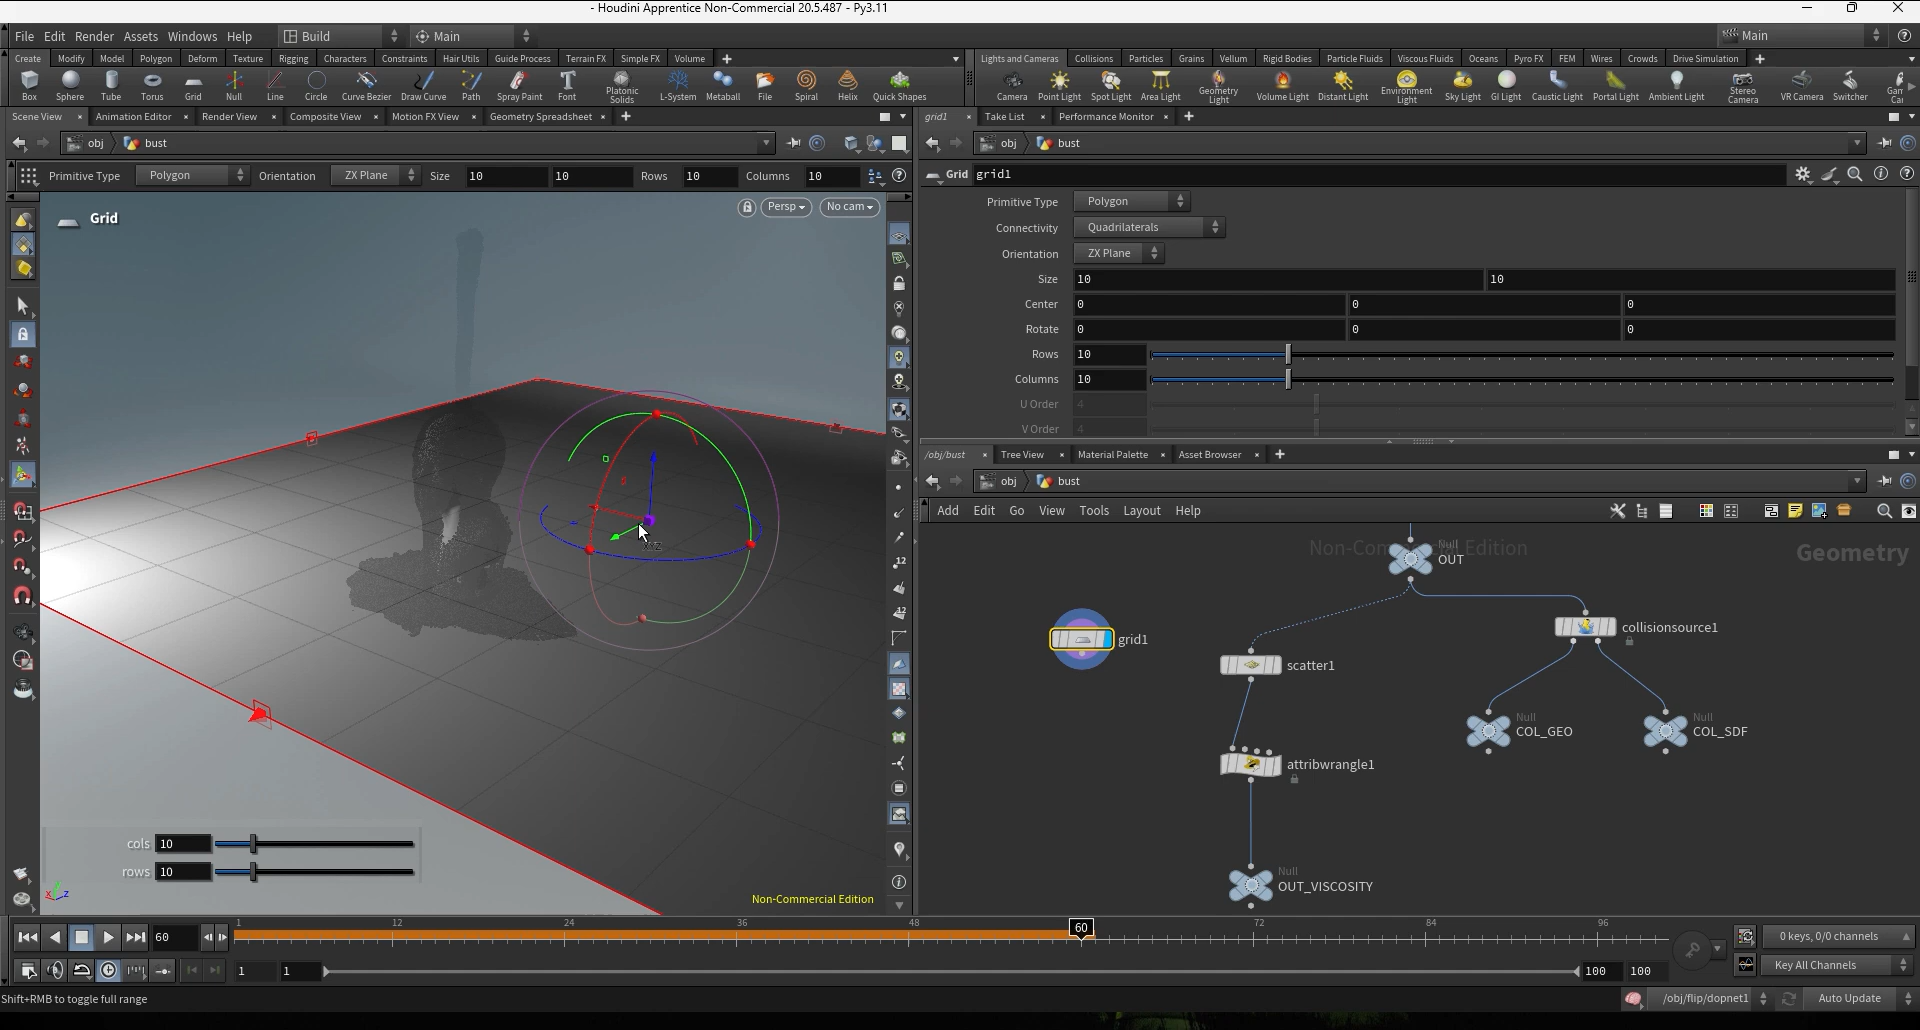 - Houdini Apprentice Non-Commercial 20.5.487 - Py3.11
File Edit Render Assets Windows Help Build Main Main
Create Modify Model Polygon Deform Texture Rigging Characters Constraints Hair Utils Guide Process Terrain FX Simple FX Volume
Lights and Cameras Collisions Particles Grains Vellum Rigid Bodies Particle Fluids Viscous Fluids Oceans Pyro FX FEM Wires Crowds Drive Simulation
Box Sphere Tube Torus Grid Null Line Circle Curve Bezier Draw Curve Path Spray Paint Font Platonic Solids L-System Metaball File Spiral Helix Quick Shapes
Camera Point Light Spot Light Area Light Geometry Light Volume Light Distant Light Environment Light Sky Light GI Light Caustic Light Portal Light Ambient Light Stereo Camera VR Camera Switcher
Scene View Animation Editor Render View Composite View Motion FX View Geometry Spreadsheet
grid1 Take List Performance Monitor
obj bust
obj bust
Primitive Type Polygon Orientation ZX Plane Size 10 10 Rows 10 Columns 10
Grid grid1
Grid
Persp No cam
Primitive Type Polygon
Connectivity Quadrilaterals
Orientation ZX Plane
Size 10 10
Center 0 0 0
Rotate 0 0 0
Rows 10
Columns 10
U Order 4
V Order 4
/obj/bust Tree View Material Palette Asset Browser
obj bust
Add Edit Go View Tools Layout Help
Non-Commercial Edition
Geometry
Null
OUT
grid1
collisionsource1
scatter1
Null
COL_GEO
Null
COL_SDF
attribwrangle1
Null
OUT_VISCOSITY
XYZ
12
12
cols 10
rows 10
x z
Non-Commercial Edition
60
1 12 24 36 48 60 72 84 96
0 keys, 0/0 channels
1 1 100 100
Key All Channels
Shift+RMB to toggle full range
/obj/flip/dopnet1 Auto Update